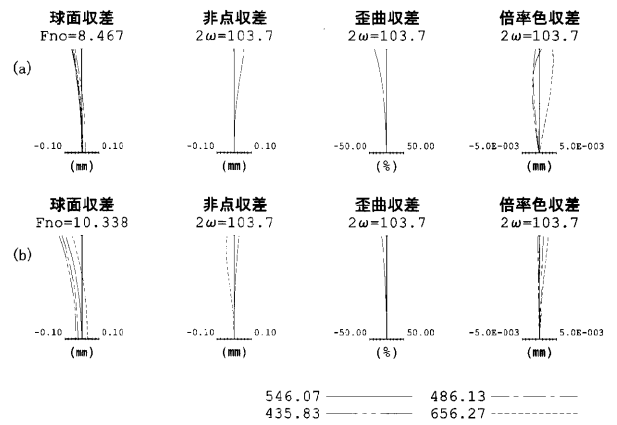 球面収差 非点収差 歪曲収差 倍率色収差
Fno=8.467 2ω=103.7 2ω=103.7 2ω=103.7
(a)
-0.10 0.10 -0.10 0.10 -50.00 50.00 -5.0E-003 5.0E-003
(mm) (mm) (%) (mm)
球面収差 非点収差 歪曲収差 倍率色収差
Fno=10.338 2ω=103.7 2ω=103.7 2ω=103.7
(b)
-0.10 0.10 -0.10 0.10 -50.00 50.00 -5.0E-003 5.0E-003
(mm) (mm) (%) (mm)
546.07 486.13
435.83 656.27